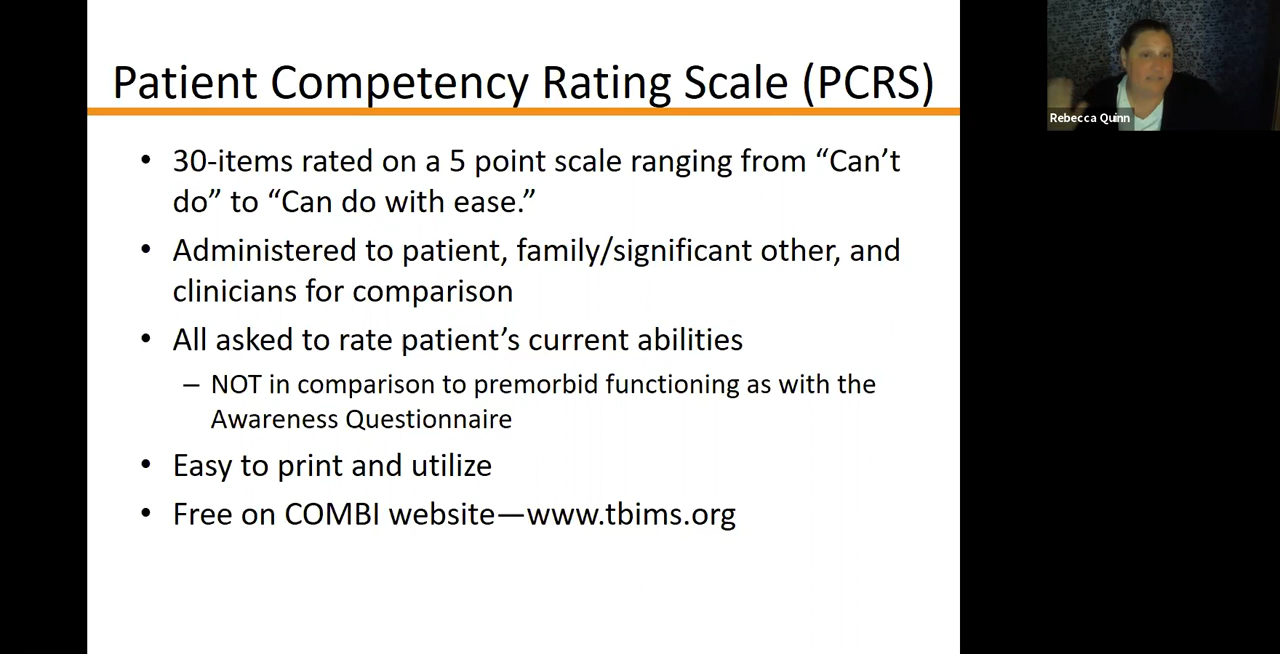 Patient Competency Rating Scale (PCRS)
• 30-items rated on a 5 point scale ranging from “Can’t
do” to “Can do with ease.”
• Administered to patient, family/significant other, and
clinicians for comparison
• All asked to rate patient’s current abilities
– NOT in comparison to premorbid functioning as with the
Awareness Questionnaire
• Easy to print and utilize
• Free on COMBI website—www.tbims.org
Rebecca Quinn